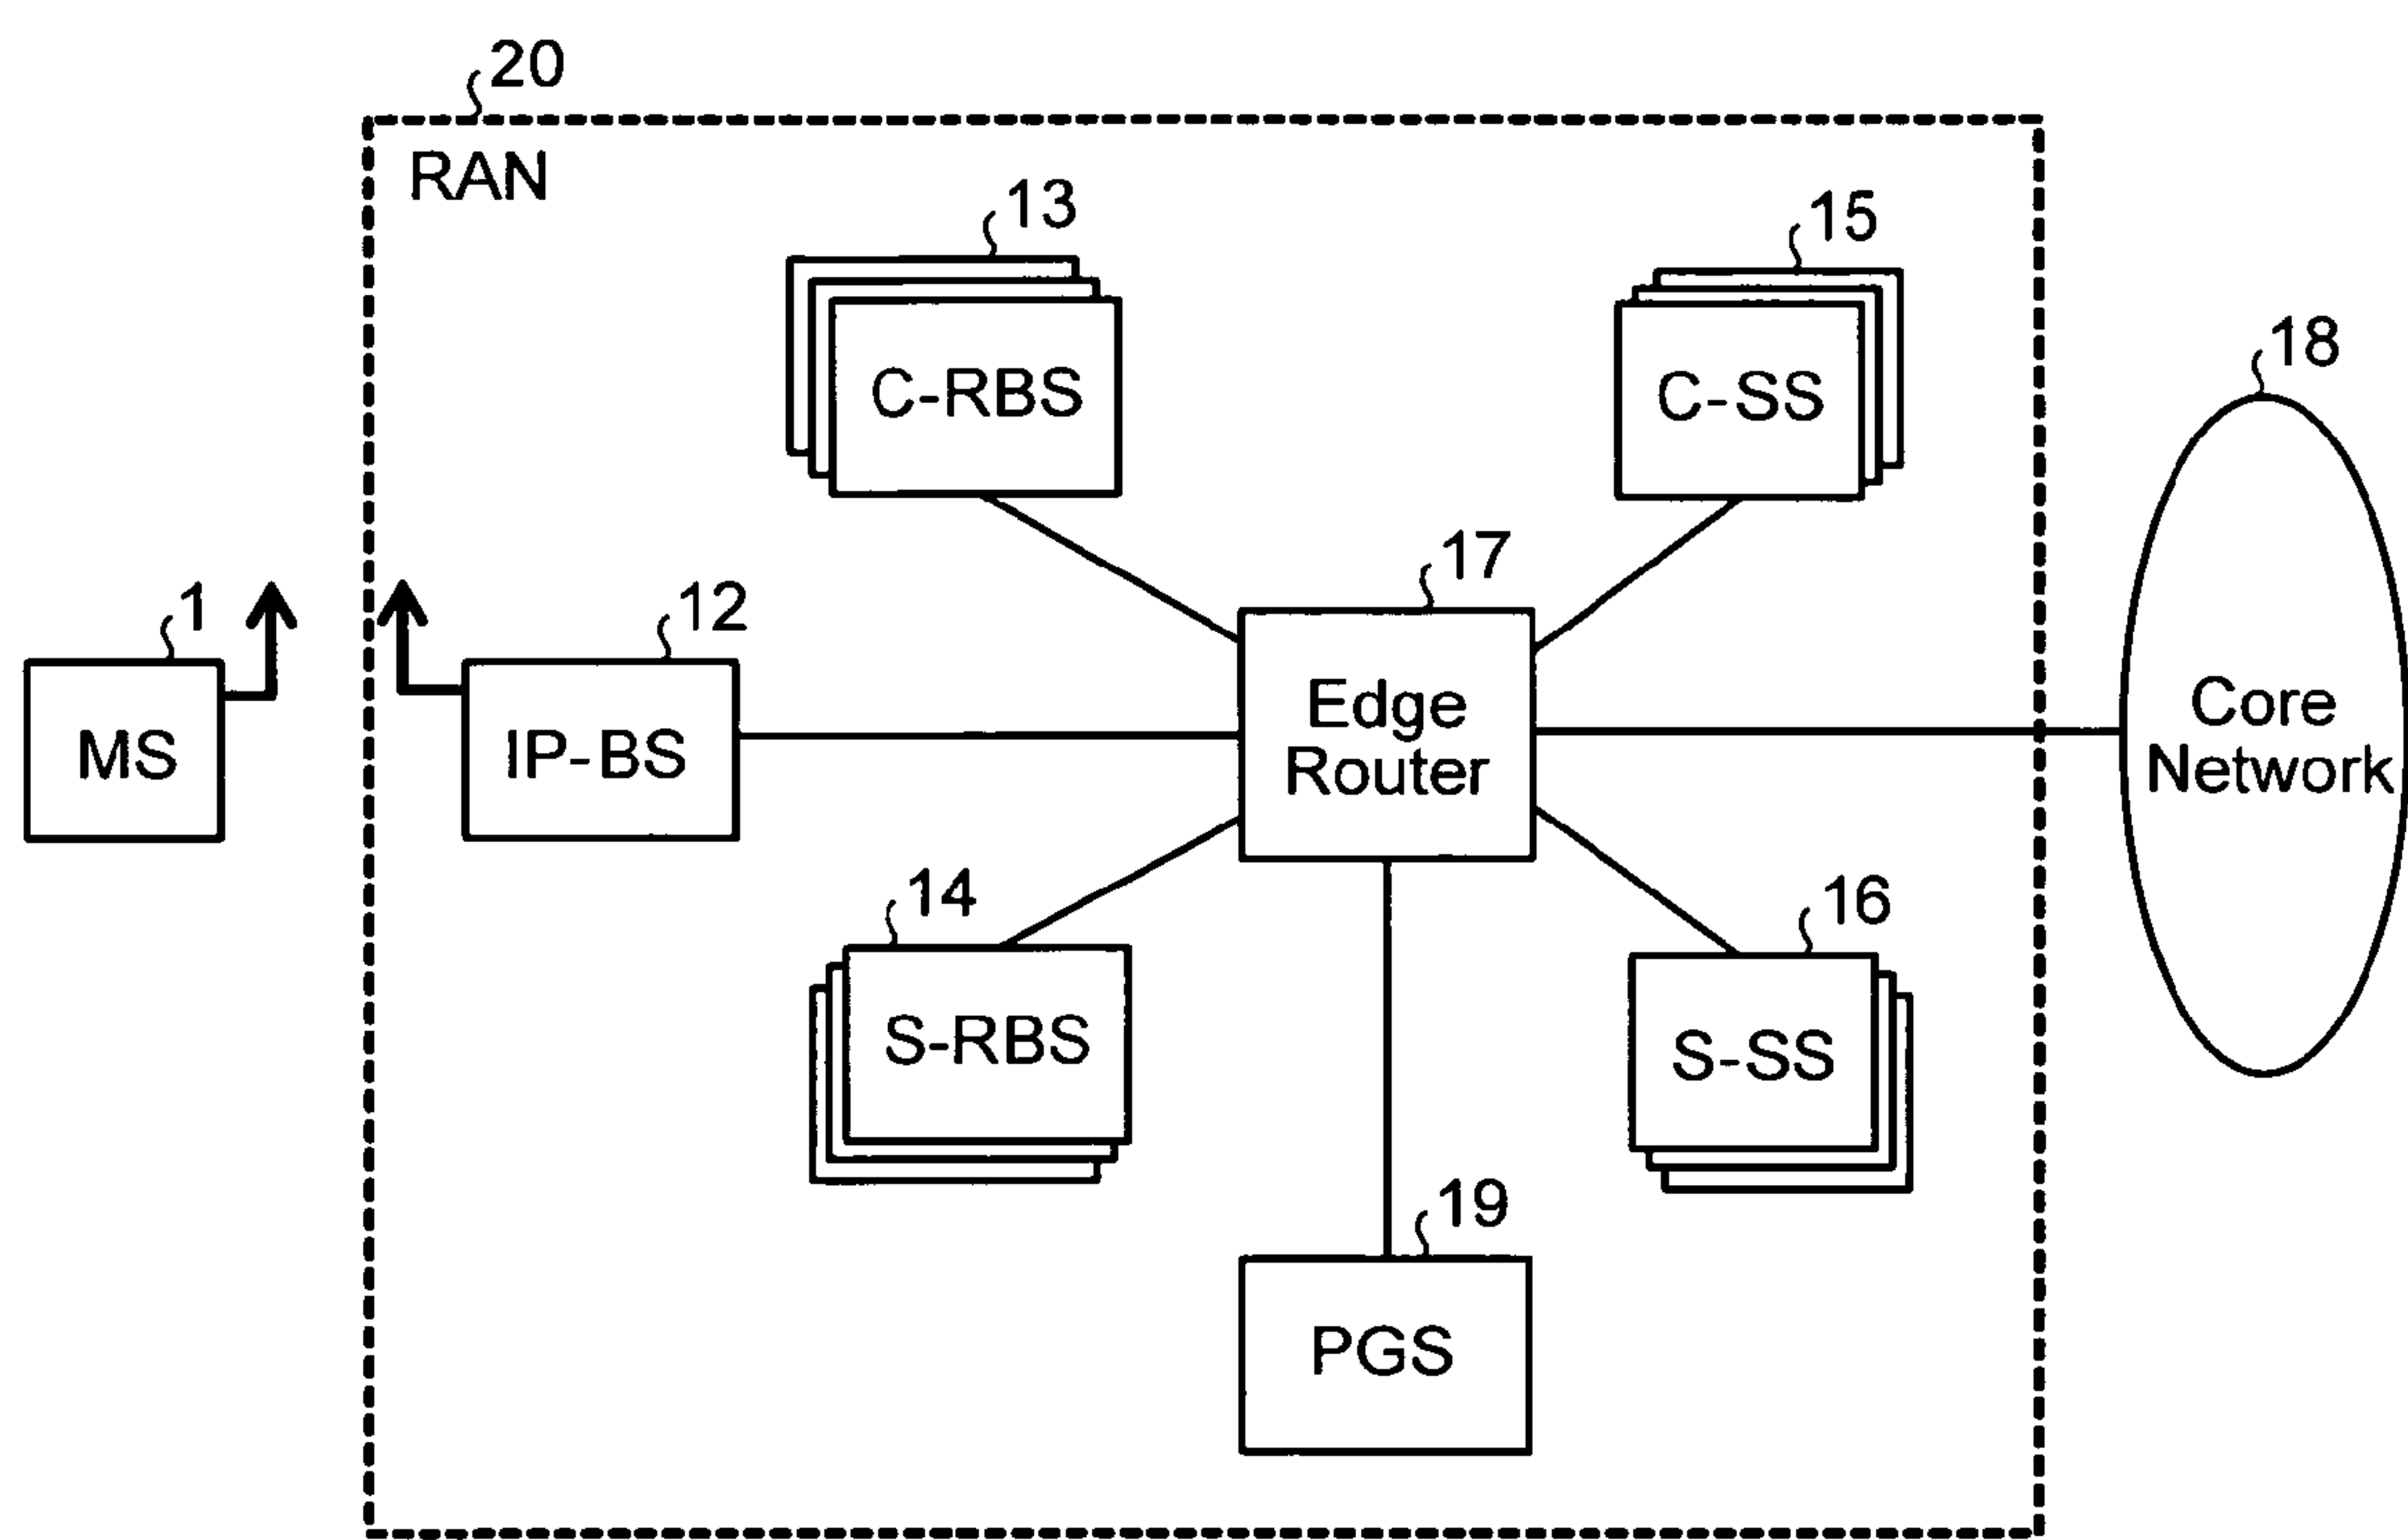 20
RAN
13
C-RBS
15
C-SS
18
Core
Network
17
Edge
Router
1
MS
12
IP-BS
14
S-RBS
16
S-SS
19
PGS